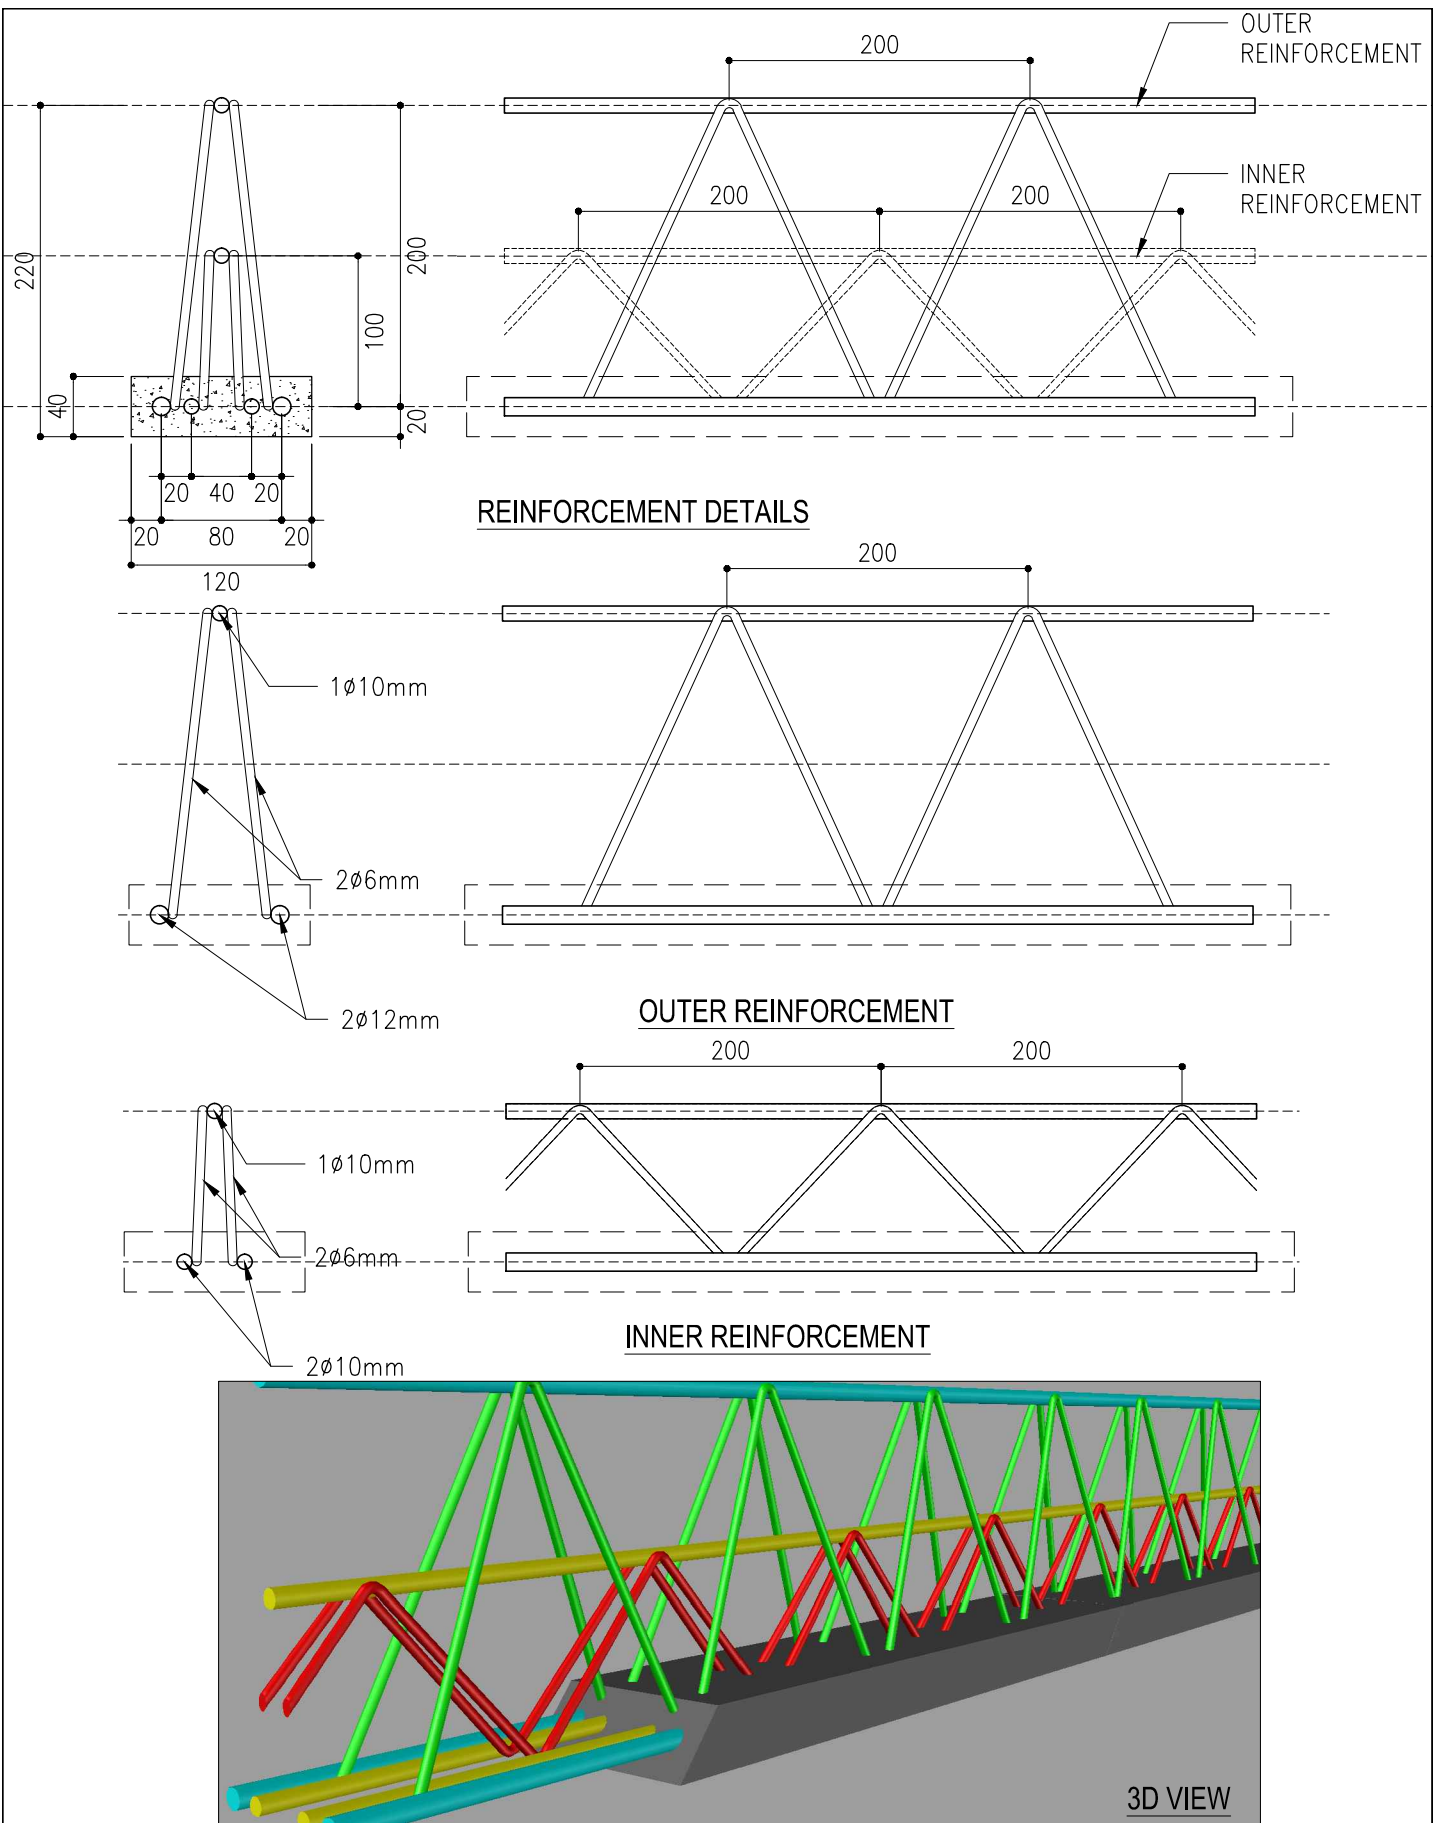 OUTER
REINFORCEMENT
200
INNER
REINFORCEMENT
200
200
220
200
100
40
20
20
40
20
20
80
20
120
REINFORCEMENT DETAILS
200
1ø10mm
2ø6mm
2ø12mm
OUTER REINFORCEMENT
200
200
1ø10mm
2ø6mm
2ø10mm
INNER REINFORCEMENT
3D VIEW